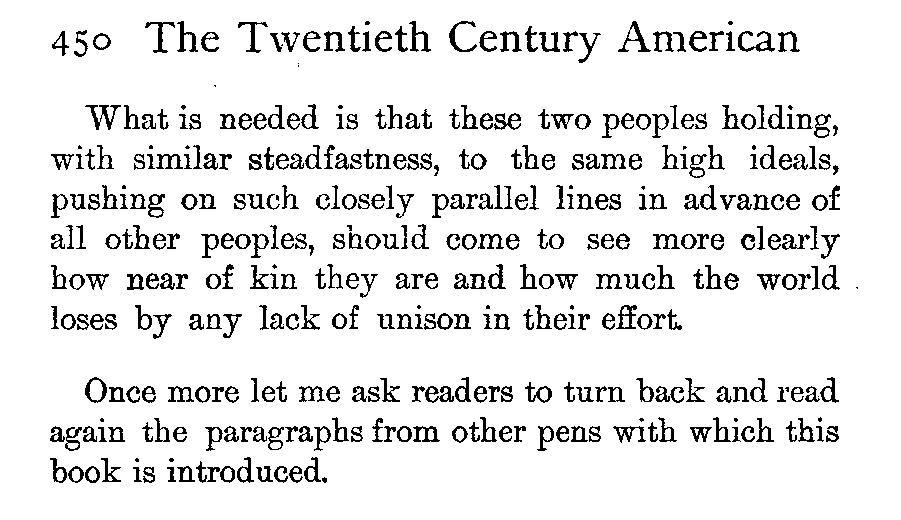 450 The Twentieth Century American
What is needed is that these two peoples holding,
with similar steadfastness, to the same high ideals,
pushing on such closely parallel lines in advance of
all other peoples, should come to see more clearly
how near of kin they are and how much the world
loses by any lack of unison in their effort.
Once more let me ask readers to turn back and read
again the paragraphs from other pens with which this
book is introduced.